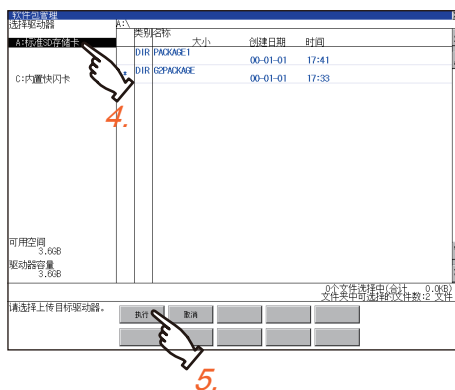 软件包管理
选择驱动器
A:\
A:标准SD存储卡
C:内置快闪卡
类别名称
大小 创建日期 时间
DIR PACKAGE1
00-01-01 17:41
* DIR G2PACKAGE
00-01-01 17:33
4.
可用空间
3.6GB
驱动器容量
3.6GB
0个文件选择中(合计 0.0KB)
文件夹中可选择的文件数:2 文件
请选择上传目标驱动器。
执行 取消
5.